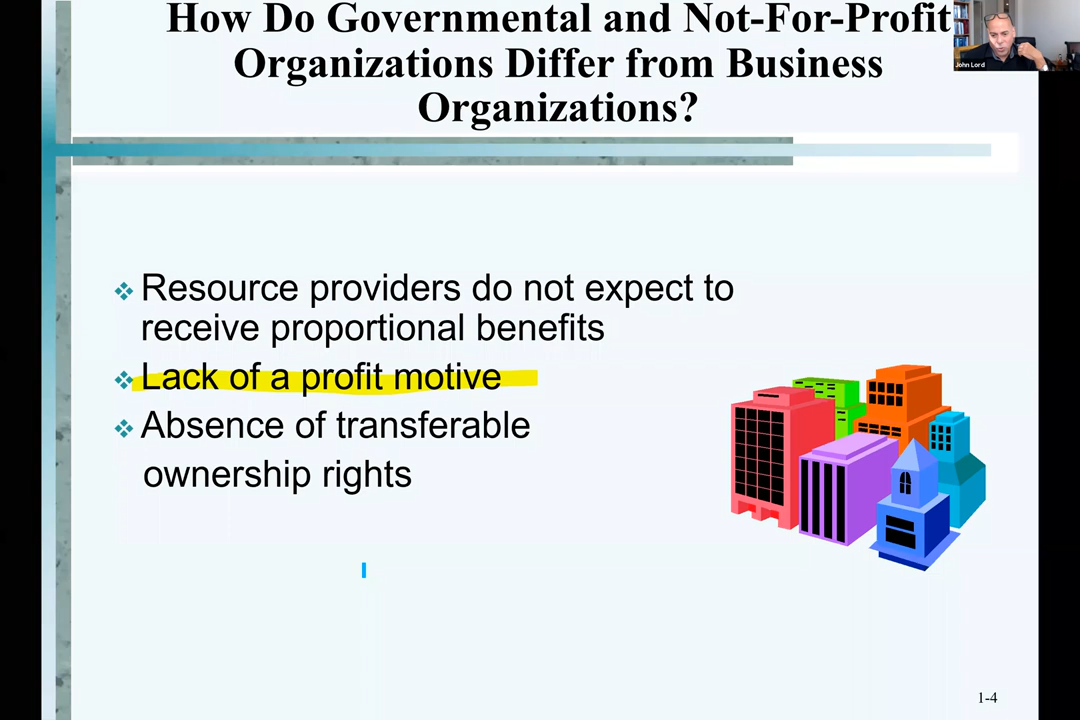 How Do Governmental and Not-For-Profit
Organizations Differ from Business
Organizations?
John Lord
Resource providers do not expect to
receive proportional benefits
Lack of a profit motive
Absence of transferable
ownership rights
1-4